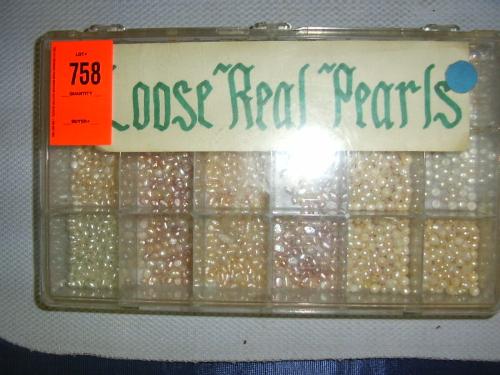 LOT#
758
QUANTITY
BUYER#
Loose Real Pearls